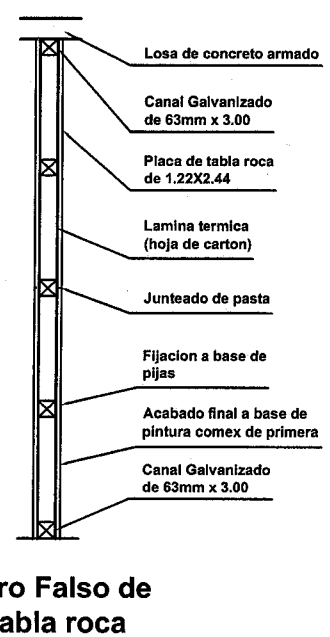 Losa de concreto armado
Canal Galvanizado
de 63mm x 3.00
Placa de tabla roca
de 1.22X2.44
Lamina termica
(hoja de carton)
Junteado de pasta
Fijacion a base de
pijas
Acabado final a base de
pintura comex de primera
Canal Galvanizado
de 63mm x 3.00
ro Falso de
abla roca